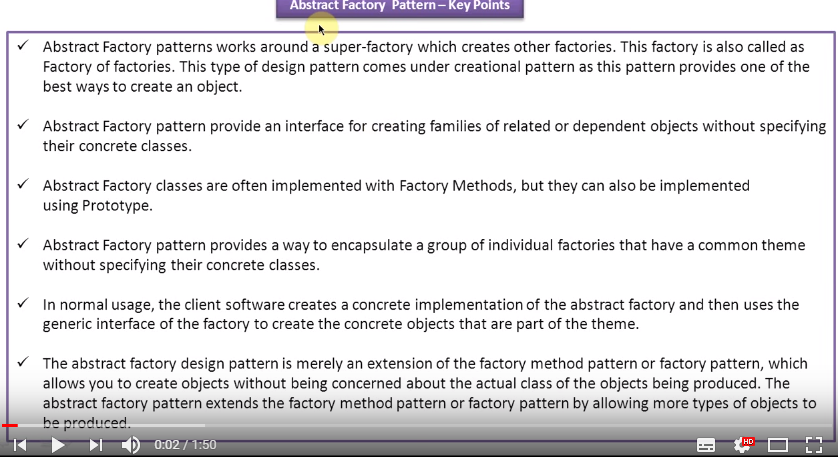 Abstract Factory Pattern – Key Points
Abstract Factory patterns works around a super-factory which creates other factories. This factory is also called as
Factory of factories. This type of design pattern comes under creational pattern as this pattern provides one of the
best ways to create an object.
Abstract Factory pattern provide an interface for creating families of related or dependent objects without specifying
their concrete classes.
Abstract Factory classes are often implemented with Factory Methods, but they can also be implemented
using Prototype.
Abstract Factory pattern provides a way to encapsulate a group of individual factories that have a common theme
without specifying their concrete classes.
In normal usage, the client software creates a concrete implementation of the abstract factory and then uses the
generic interface of the factory to create the concrete objects that are part of the theme.
The abstract factory design pattern is merely an extension of the factory method pattern or factory pattern, which
allows you to create objects without being concerned about the actual class of the objects being produced. The
abstract factory pattern extends the factory method pattern or factory pattern by allowing more types of objects to
be produced.
0:02 / 1:50
HD